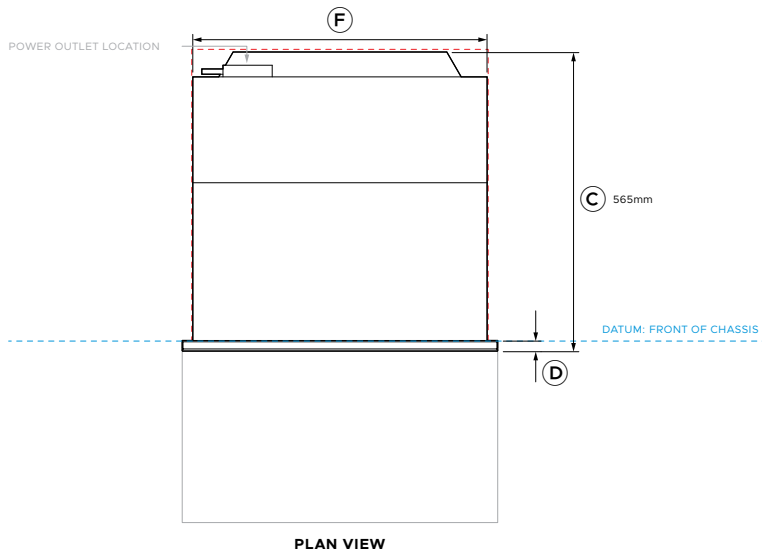 F
POWER OUTLET LOCATION
C 565mm
DATUM: FRONT OF CHASSIS
D
PLAN VIEW